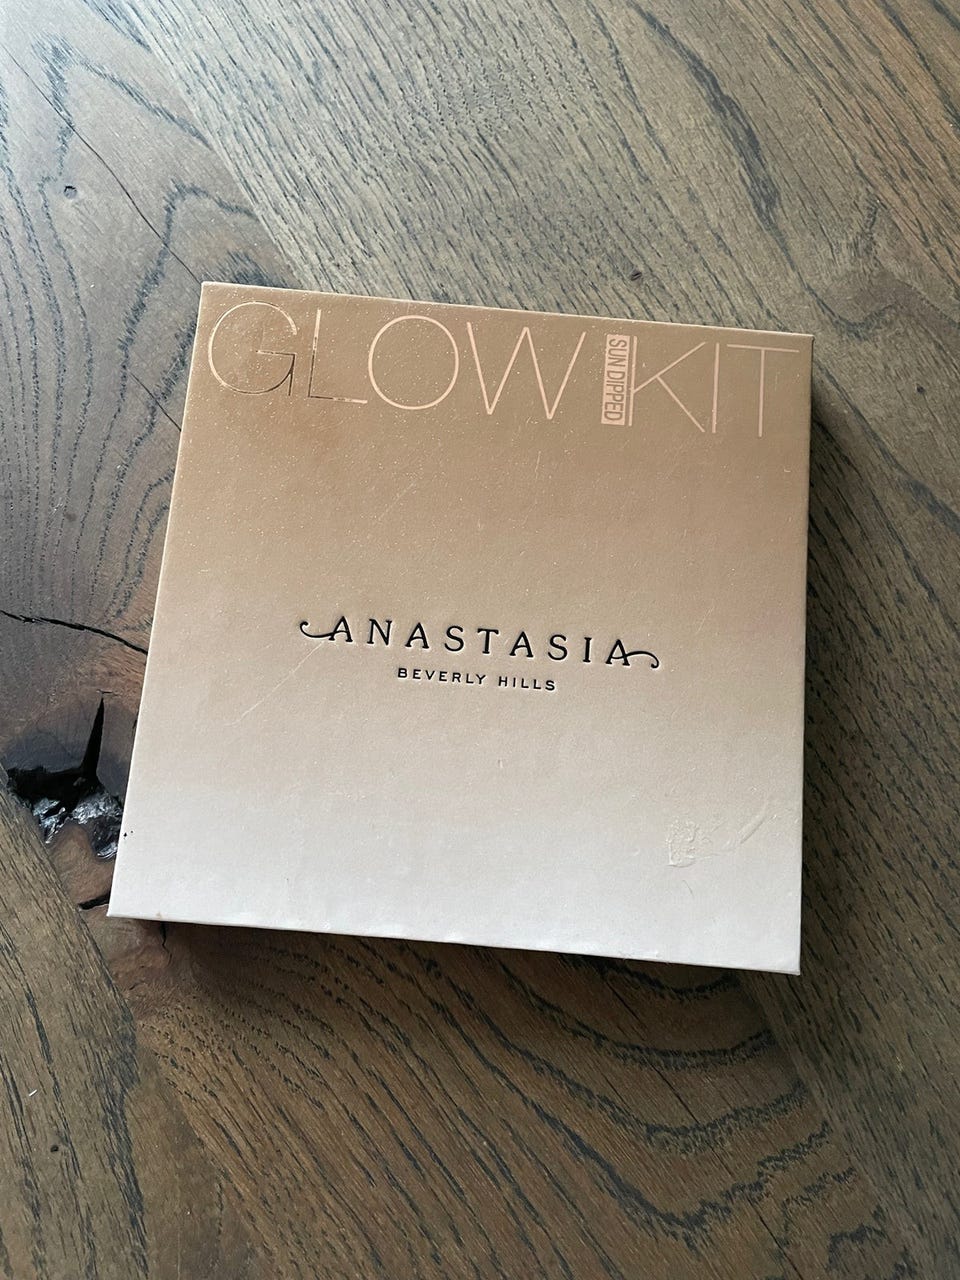 GLOW SUN DIPPED KIT
ANASTASIA
BEVERLY HILLS